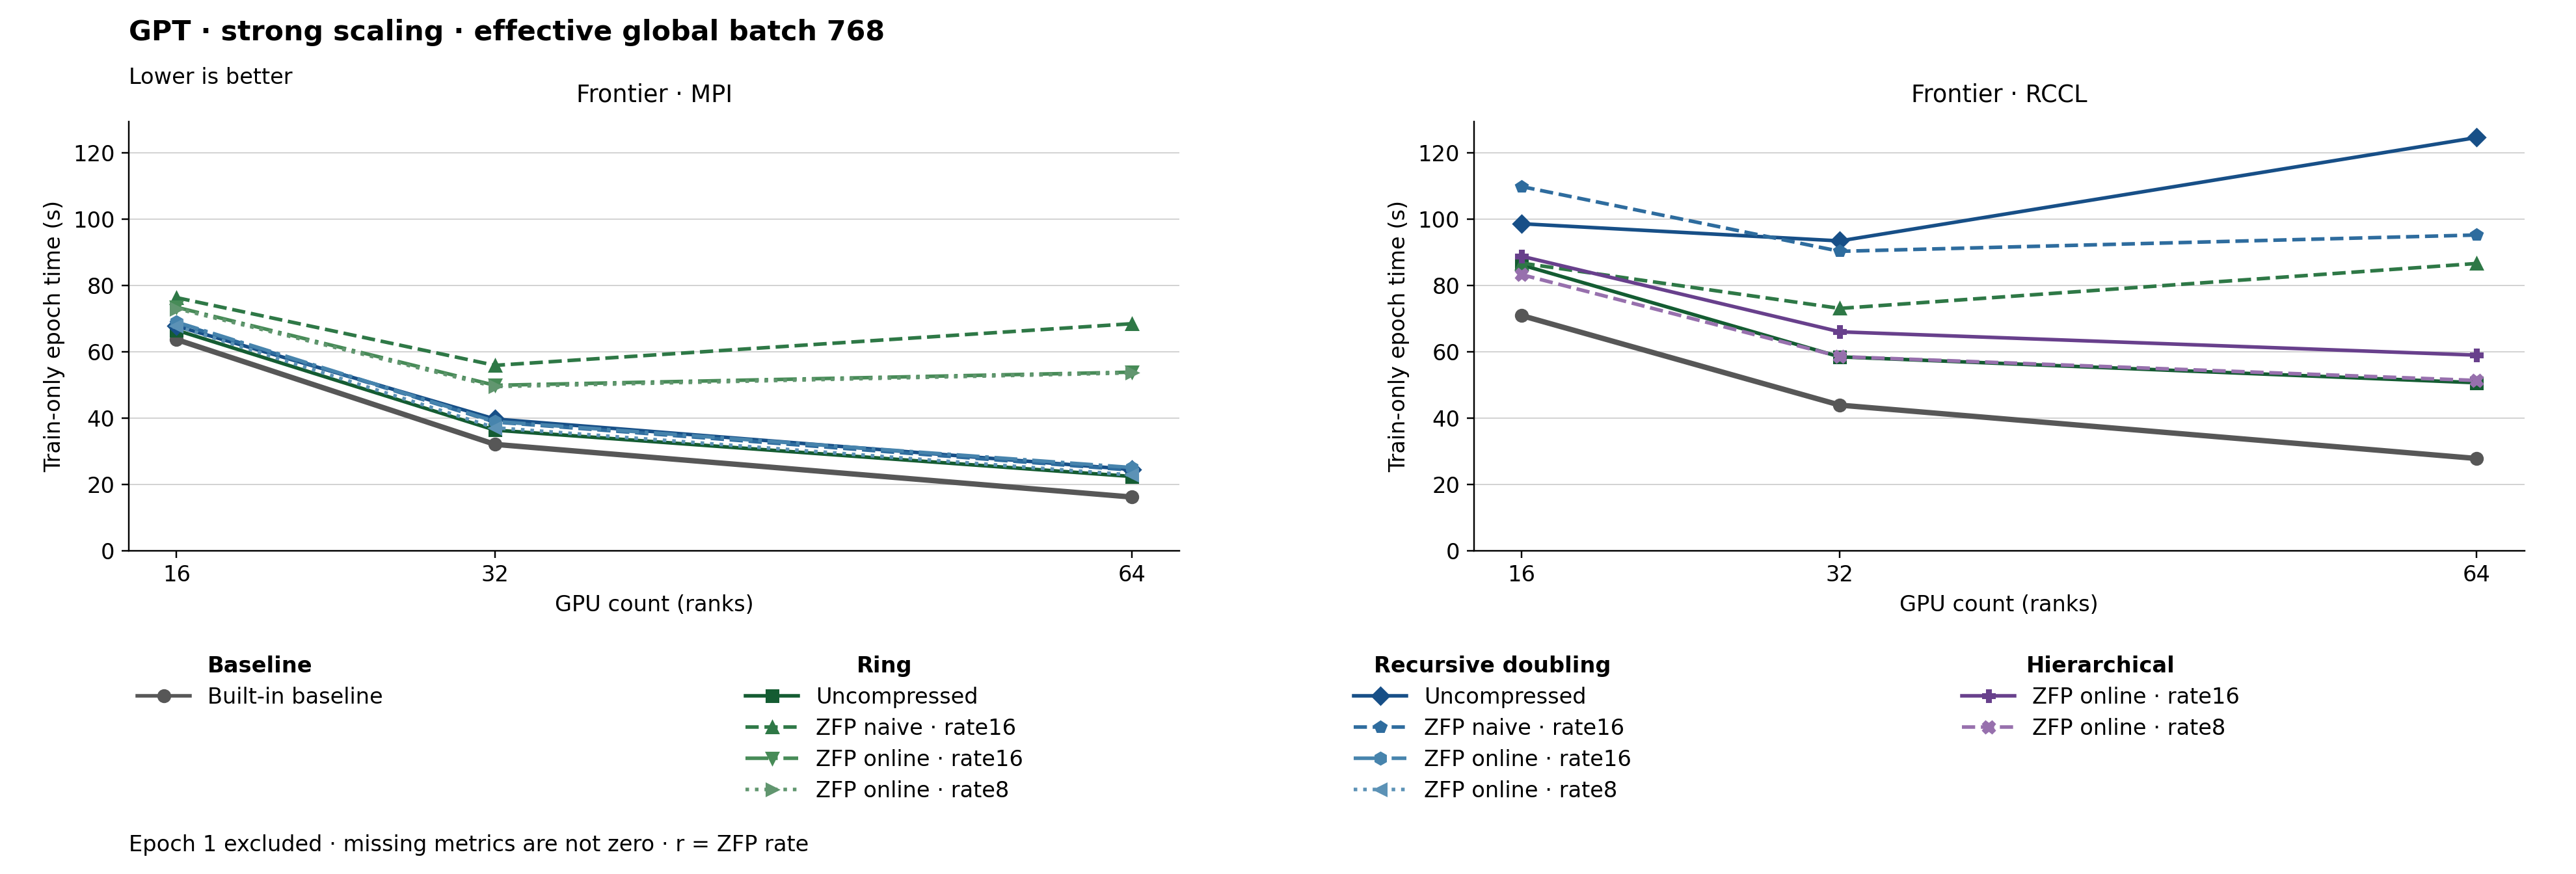 GPT · strong scaling · effective global batch 768
Lower is better
Frontier · MPI
Train-only epoch time (s)
120
100
80
60
40
20
0
16 32 64
GPU count (ranks)
Frontier · RCCL
Train-only epoch time (s)
120
100
80
60
40
20
0
16 32 64
GPU count (ranks)
Baseline
Built-in baseline
Ring
Uncompressed
ZFP naive · rate16
ZFP online · rate16
ZFP online · rate8
Recursive doubling
Uncompressed
ZFP naive · rate16
ZFP online · rate16
ZFP online · rate8
Hierarchical
ZFP online · rate16
ZFP online · rate8
Epoch 1 excluded · missing metrics are not zero · r = ZFP rate